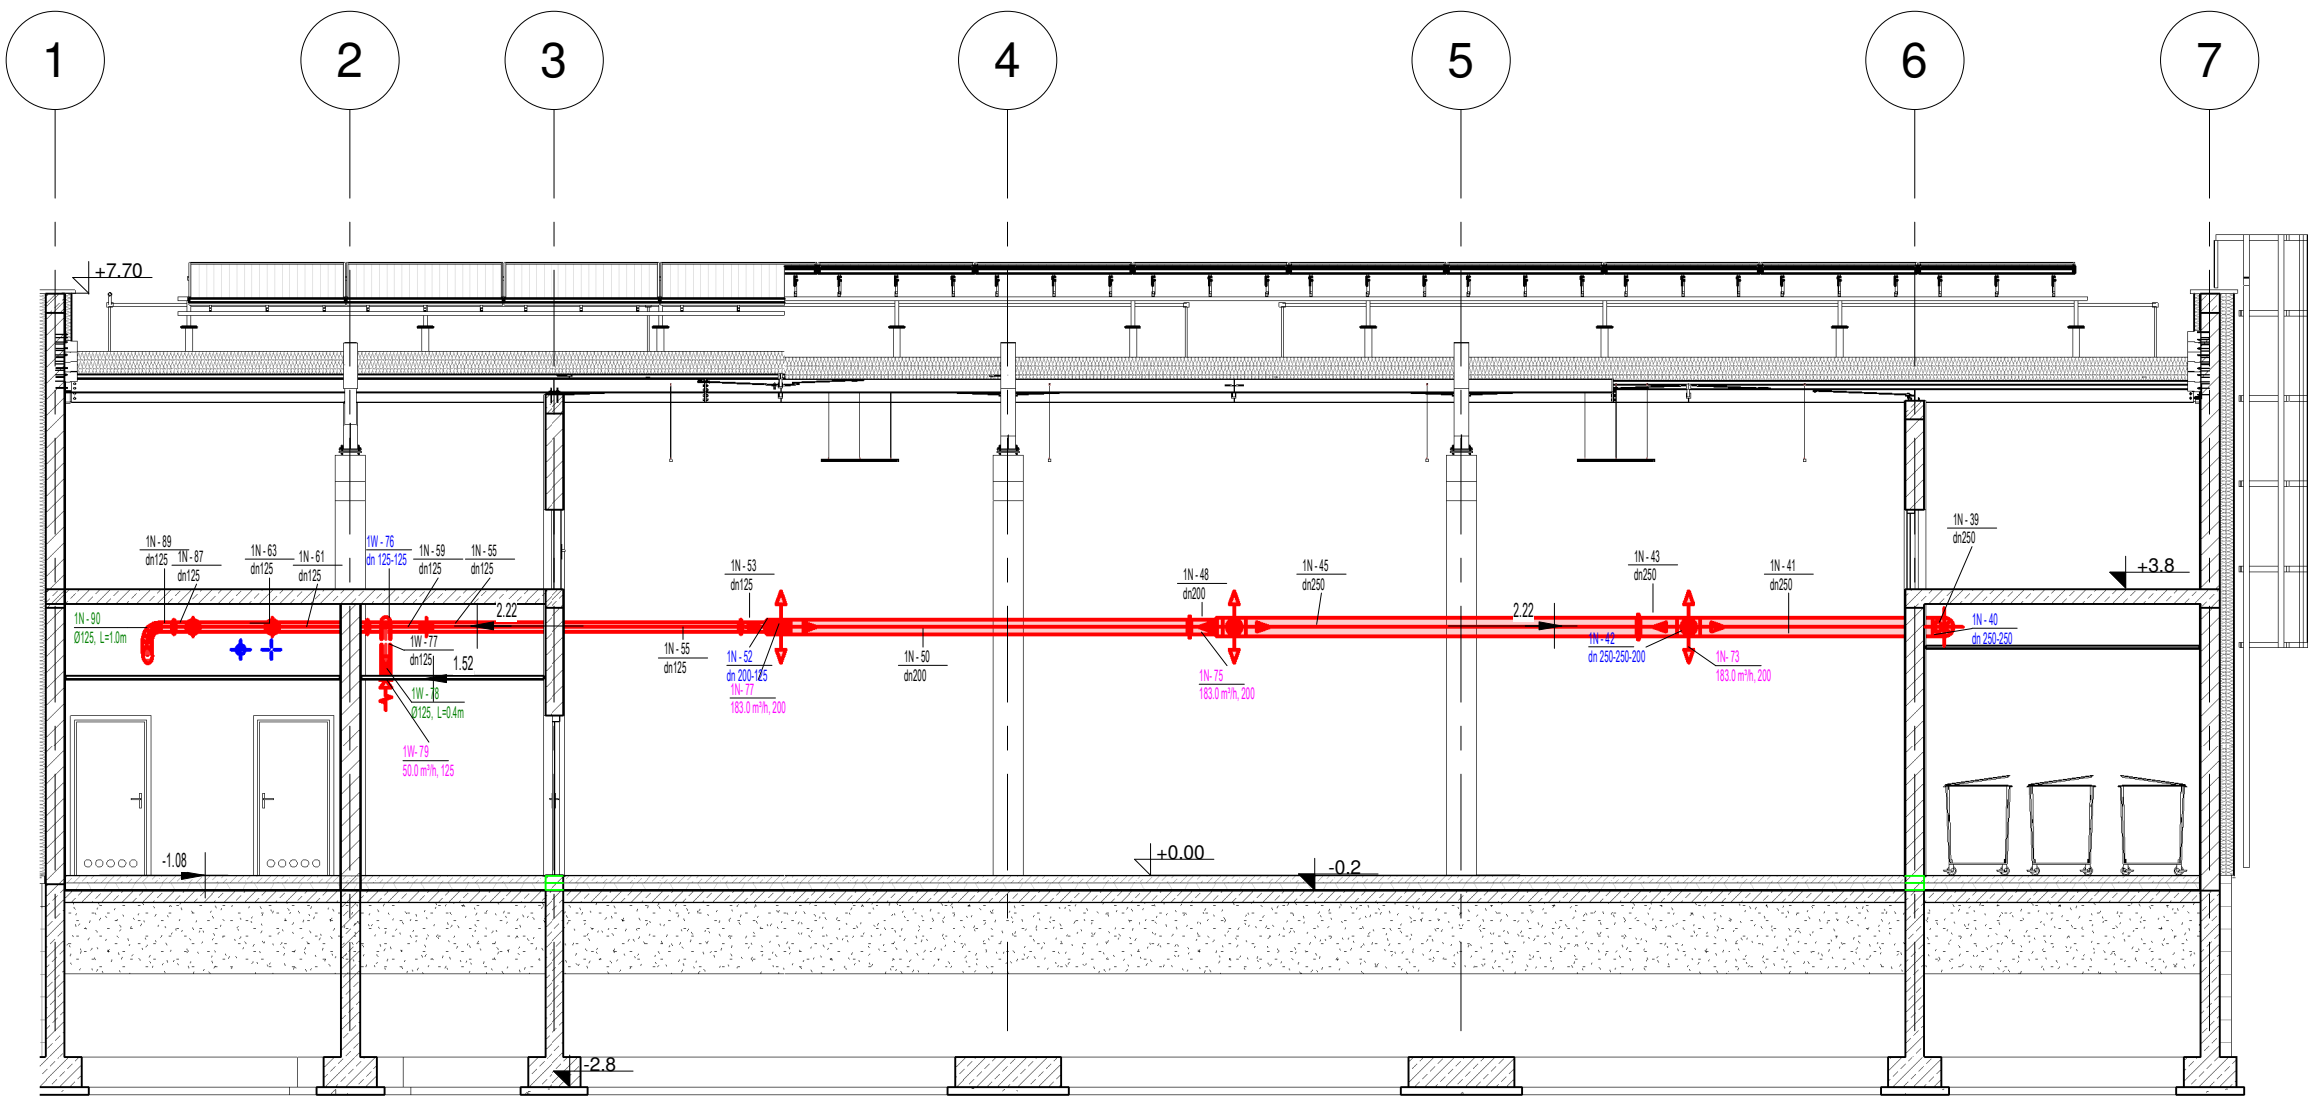 1
2
3
4
5
6
7
+7.70
1N - 89
dn125
1N - 87
dn125
1N - 63
dn125
1N - 61
dn125
1W - 76
dn 125-125
1N - 59
dn125
1N - 55
dn125
1N - 53
dn125
1N - 48
dn200
1N - 45
dn250
1N - 43
dn250
1N - 41
dn250
1N - 39
dn250
+3.8
1N - 90
Ø125, L=1.0m
2.22
2.22
1N - 40
dn 250-250
1W - 77
dn125
1.52
1N - 55
dn125
1N - 52
dn 200-125
1N- 77
183.0 m³/h, 200
1N - 50
dn200
1N- 75
183.0 m³/h, 200
1N - 42
dn 250-250-200
1N- 73
183.0 m³/h, 200
1W - 78
Ø125, L=0.4m
1W- 79
50.0 m³/h, 125
-1.08
+0.00
-0.2
-2.8